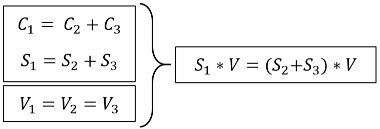 C₁ = C₂ + C₃
S₁ = S₂ + S₃
V₁ = V₂ = V₃
S₁ * V = (S₂+S₃) * V